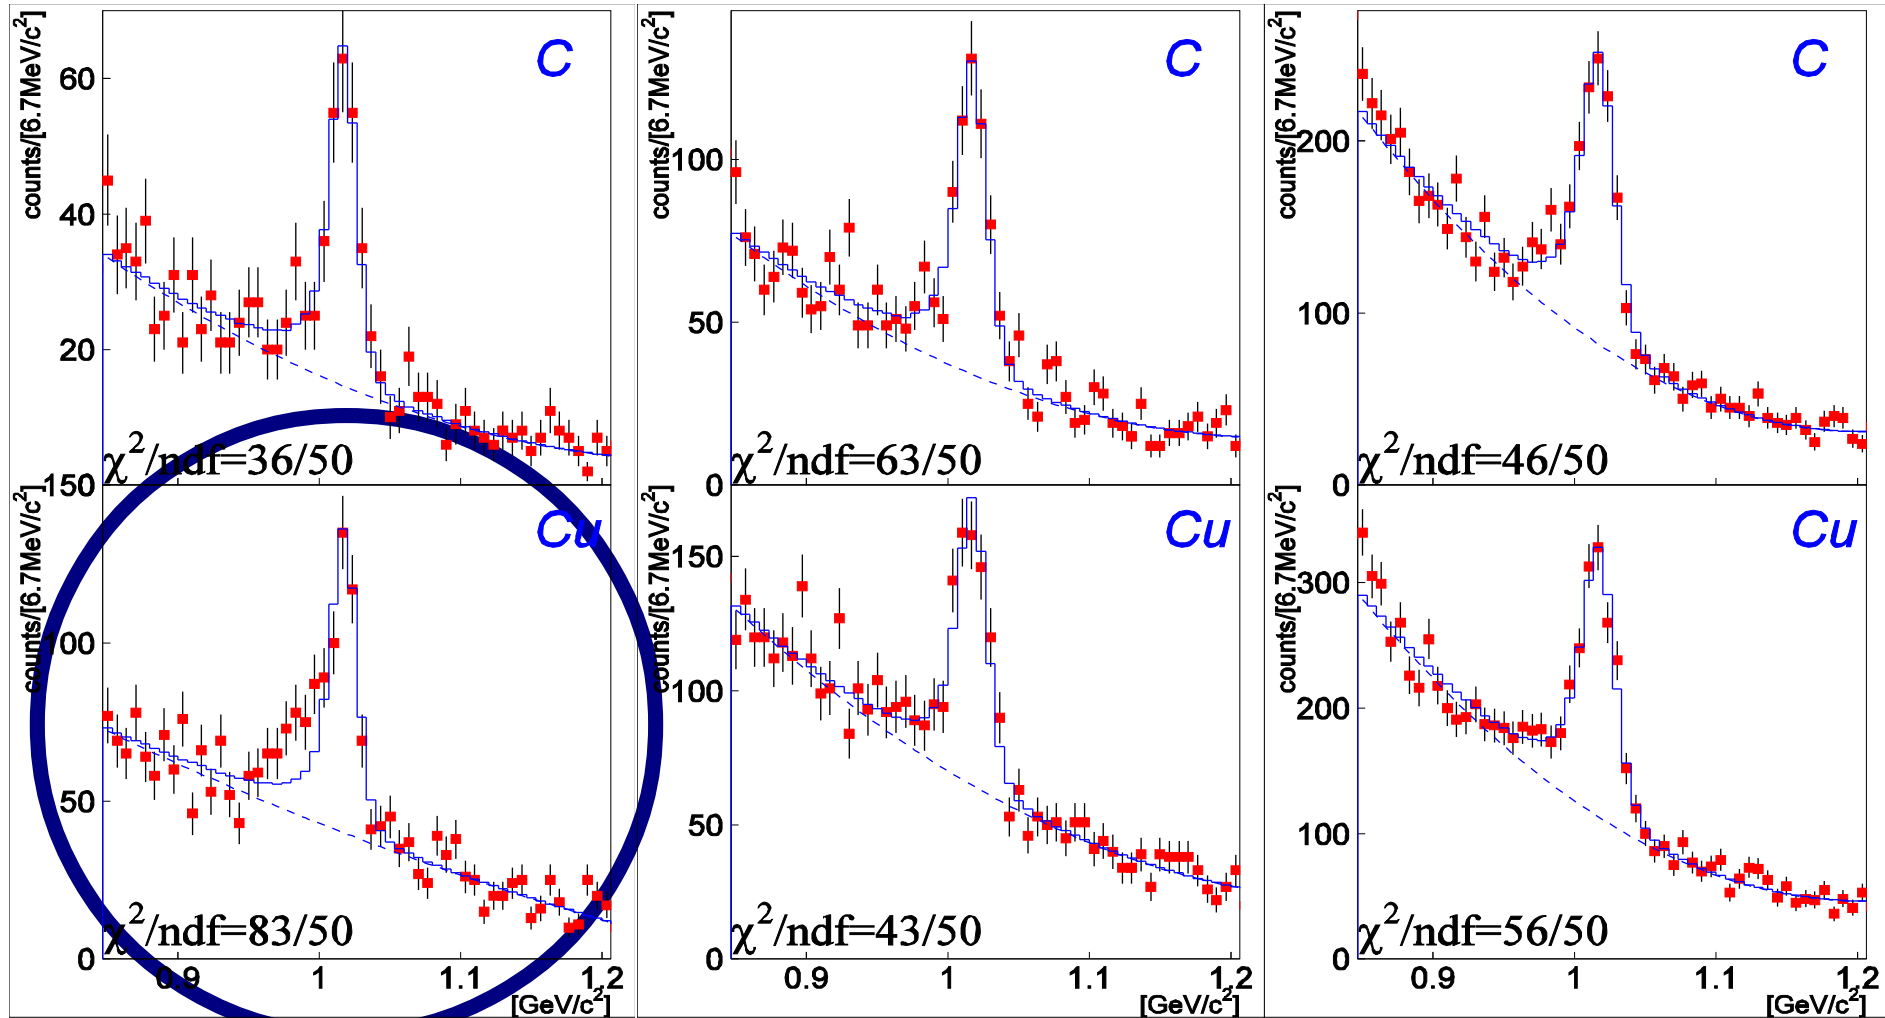 counts/[6.7MeV/c²]
60
40
20
C
χ²/ndf=36/50
counts/[6.7MeV/c²]
100
50
0
C
χ²/ndf=63/50
counts/[6.7MeV/c²]
200
100
0
C
χ²/ndf=46/50
counts/[6.7MeV/c²]
150
100
50
0
Cu
χ²/ndf=83/50
0.9
1
1.1
1.2
[GeV/c²]
counts/[6.7MeV/c²]
150
100
50
0
Cu
χ²/ndf=43/50
0.9
1
1.1
1.2
[GeV/c²]
counts/[6.7MeV/c²]
300
200
100
0
Cu
χ²/ndf=56/50
0.9
1
1.1
1.2
[GeV/c²]